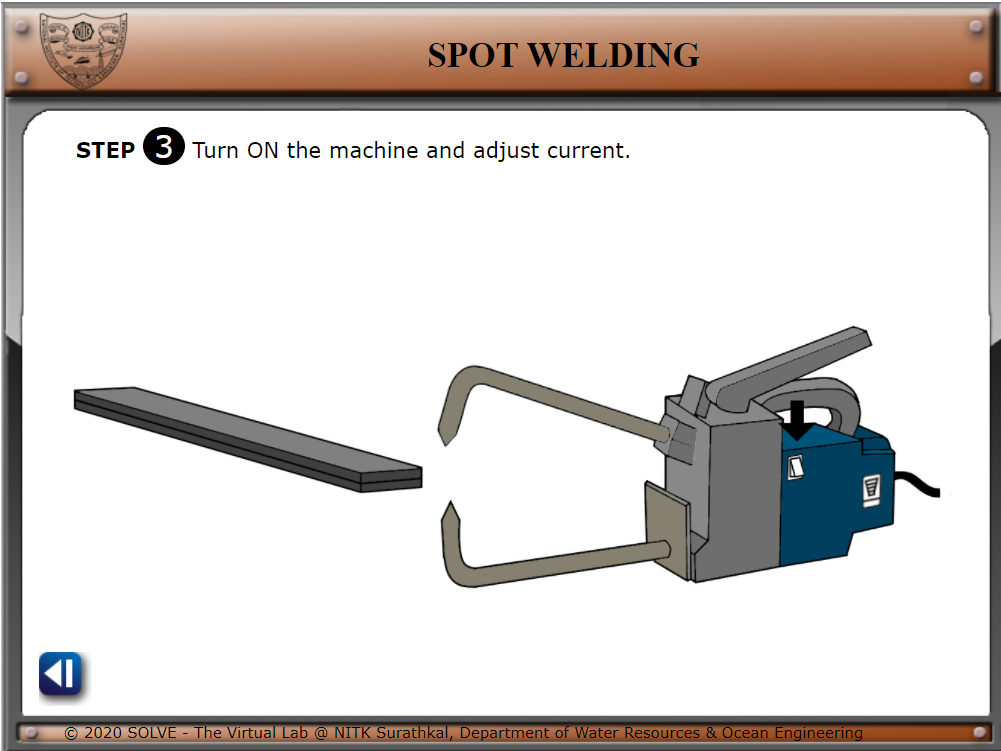 SPOT WELDING
STEP 3 Turn ON the machine and adjust current.
© 2020 SOLVE - The Virtual Lab @ NITK Surathkal, Department of Water Resources & Ocean Engineering